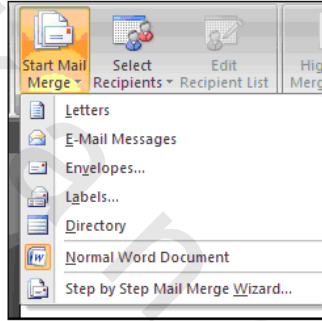 Start Mail Select Edit Hig
Merge Recipients Recipient List Merg
Letters
E-Mail Messages
Envelopes...
Labels...
Directory
Normal Word Document
Step by Step Mail Merge Wizard...